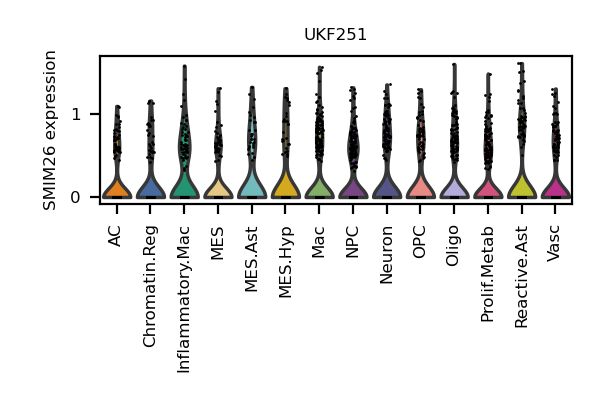 UKF251
SMIM26 expression
1
0
AC
Chromatin.Reg
Inflammatory.Mac
MES
MES.Ast
MES.Hyp
Mac
NPC
Neuron
OPC
Oligo
Prolif.Metab
Reactive.Ast
Vasc